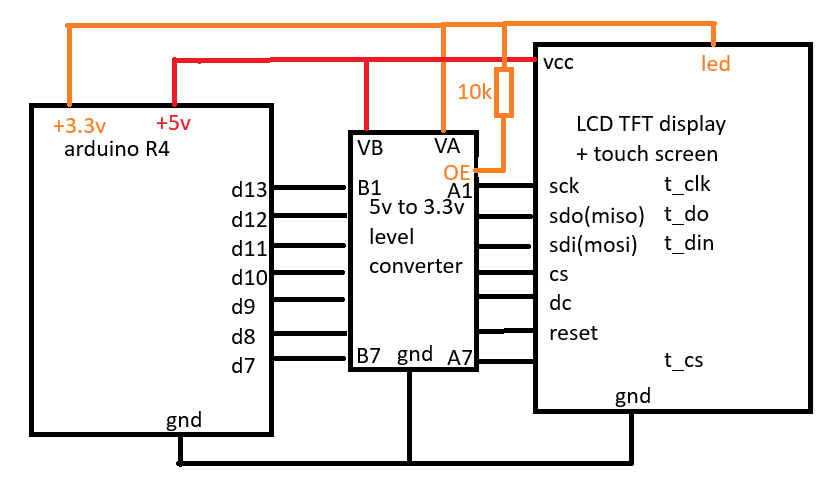 +3.3v
+5v
arduino R4
d13
d12
d11
d10
d9
d8
d7
gnd
VB
VA
OE
B1
A1
5v to 3.3v
level
converter
B7
gnd
A7
10k
vcc
led
LCD TFT display
+ touch screen
sck
t_clk
sdo(miso)
t_do
sdi(mosi)
t_din
cs
dc
reset
t_cs
gnd